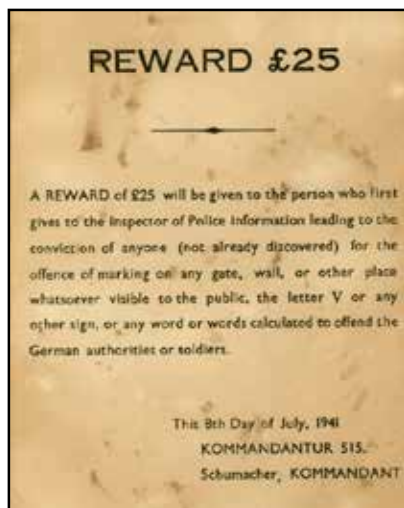 REWARD £25
A REWARD of £25 will be given to the person who first
gives to the Inspector of Police information leading to the
conviction of anyone (not already discovered) for the
offence of marking on any gate, wall, or other place
whatsoever visible to the public, the letter V or any
other sign, or any word or words calculated to offend the
German authorities or soldiers.
This 8th Day of July, 1941
KOMMANDANTUR 515.
Schumacher, KOMMANDANT